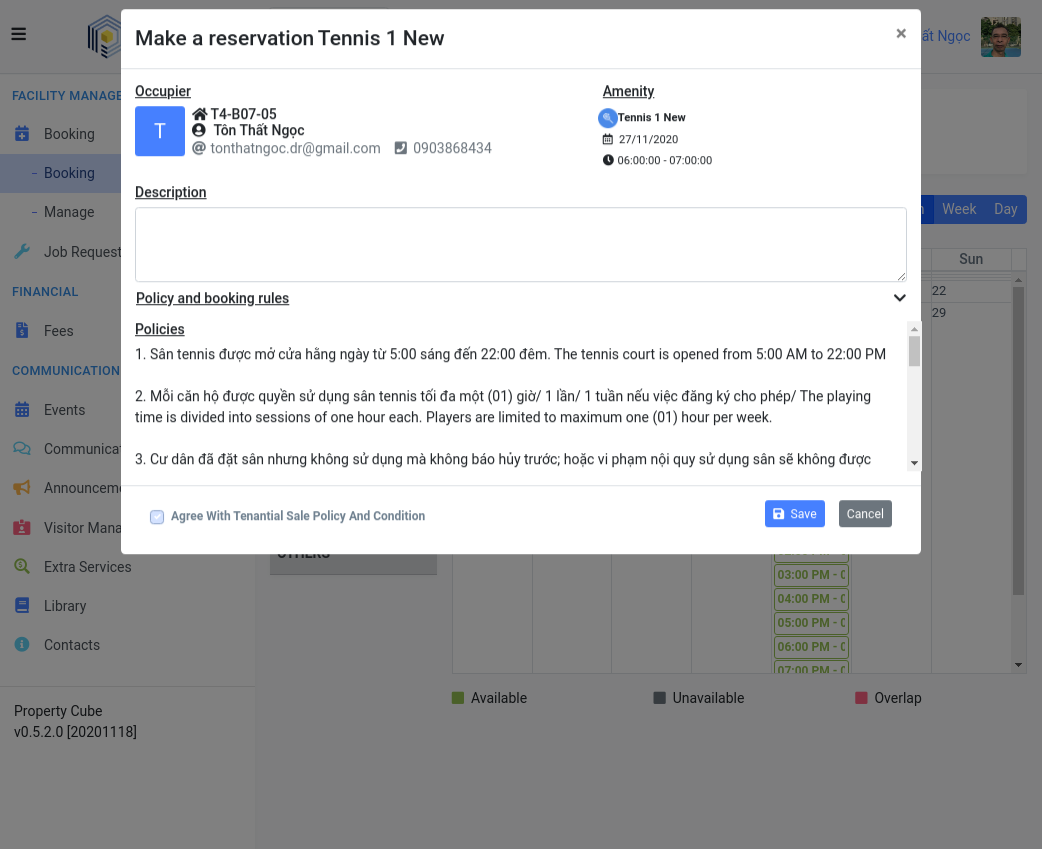 Make a reservation Tennis 1 New
×
ất Ngọc
FACILITY MANAGE
Booking
Booking
Manage
Job Request
FINANCIAL
Fees
COMMUNICATION
Events
Communicat
Announceme
Visitor Mana
Extra Services
Library
Contacts
Property Cube
v0.5.2.0 [20201118]
Occupier
T
T4-B07-05
Tôn Thất Ngọc
@ tonthatngoc.dr@gmail.com 0903868434
Amenity
Tennis 1 New
27/11/2020
06:00:00 - 07:00:00
Description
Policy and booking rules
Policies
1. Sân tennis được mở cửa hằng ngày từ 5:00 sáng đến 22:00 đêm. The tennis court is opened from 5:00 AM to 22:00 PM
2. Mỗi căn hộ được quyền sử dụng sân tennis tối đa một (01) giờ/ 1 lần/ 1 tuần nếu việc đăng ký cho phép/ The playing
time is divided into sessions of one hour each. Players are limited to maximum one (01) hour per week.
3. Cư dân đã đặt sân nhưng không sử dụng mà không báo hủy trước; hoặc vi phạm nội quy sử dụng sân sẽ không được
Agree With Tenantial Sale Policy And Condition
Save
Cancel
Week
Day
Sun
22
29
03:00 PM - 0
04:00 PM - 0
05:00 PM - 0
06:00 PM - 0
07:00 PM - 0
Available
Unavailable
Overlap